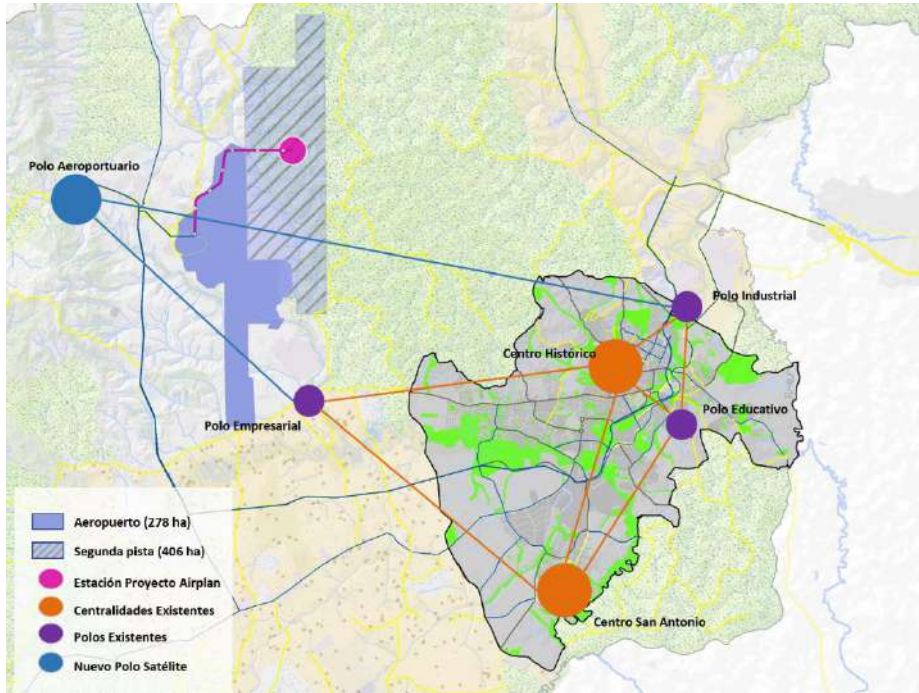 Polo Aeroportuario
Polo Industrial
Centro Histórico
Polo Educativo
Polo Empresarial
Centro San Antonio
Aeropuerto (278 ha)
Segunda pista (406 ha)
Estación Proyecto Airplan
Centralidades Existentes
Polos Existentes
Nuevo Polo Satélite